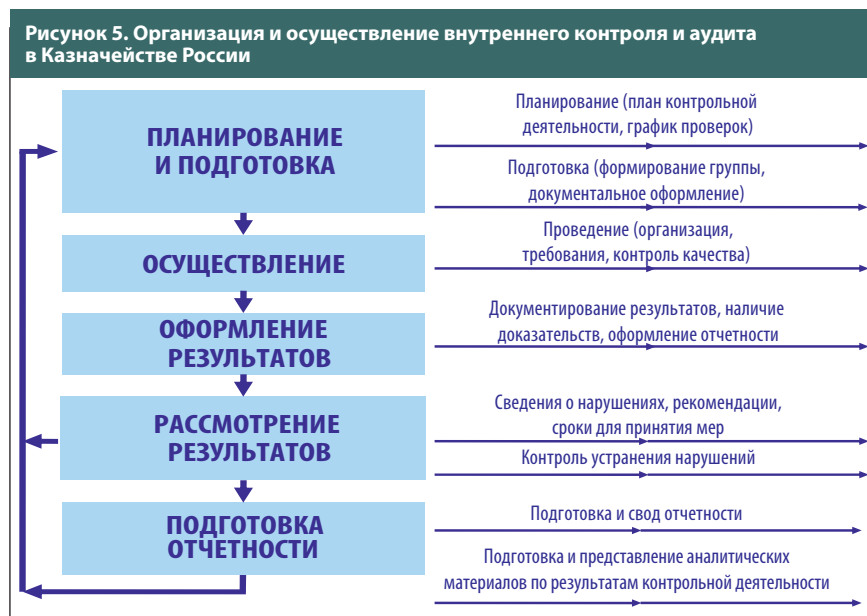 Рисунок 5. Организация и осуществление внутреннего контроля и аудита
в Казначействе России
ПЛАНИРОВАНИЕ
И ПОДГОТОВКА
Планирование (план контрольной
деятельности, график проверок)
Подготовка (формирование группы,
документальное оформление)
ОСУЩЕСТВЛЕНИЕ
Проведение (организация,
требования, контроль качества)
ОФОРМЛЕНИЕ
РЕЗУЛЬТАТОВ
Документирование результатов, наличие
доказательств, оформление отчетности
РАССМОТРЕНИЕ
РЕЗУЛЬТАТОВ
Сведения о нарушениях, рекомендации,
сроки для принятия мер
Контроль устранения нарушений
ПОДГОТОВКА
ОТЧЕТНОСТИ
Подготовка и свод отчетности
Подготовка и представление аналитических
материалов по результатам контрольной деятельности